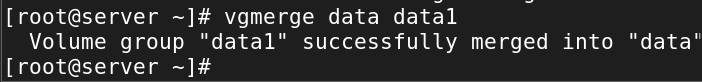 [root@server ~]# vgmerge data data1
Volume group "data1" successfully merged into "data"
[root@server ~]#